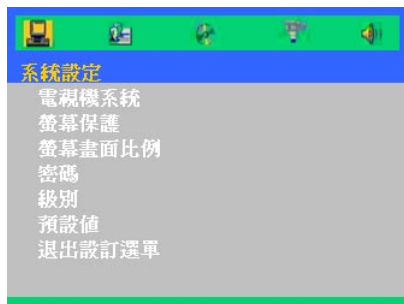 系統設定
電視機系統
螢幕保護
螢幕畫面比例
密碼
級別
預設值
退出設訂選單